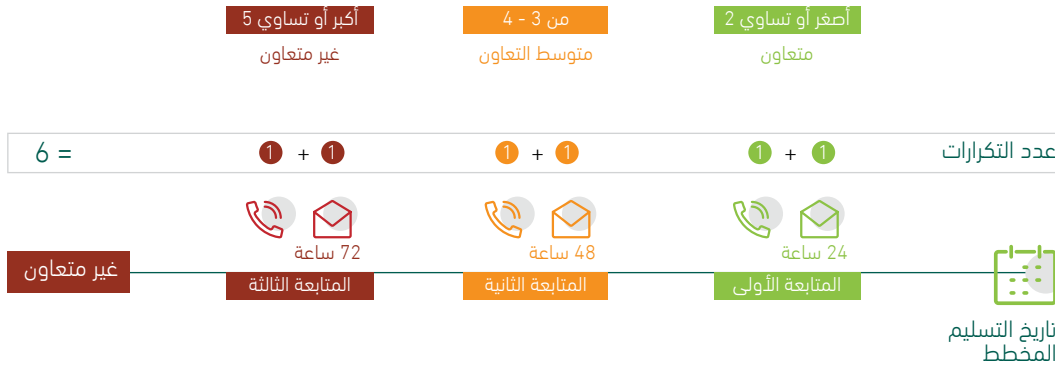 أصغر أو تساوي 2
من 3 - 4
أكبر أو تساوي 5
متعاون
متوسط التعاون
غير متعاون
عدد التكرارات
1 + 1
1 + 1
1 + 1
= 6
24 ساعة
48 ساعة
72 ساعة
المتابعة الأولى
المتابعة الثانية
المتابعة الثالثة
غير متعاون
تاريخ التسليم
المخطط